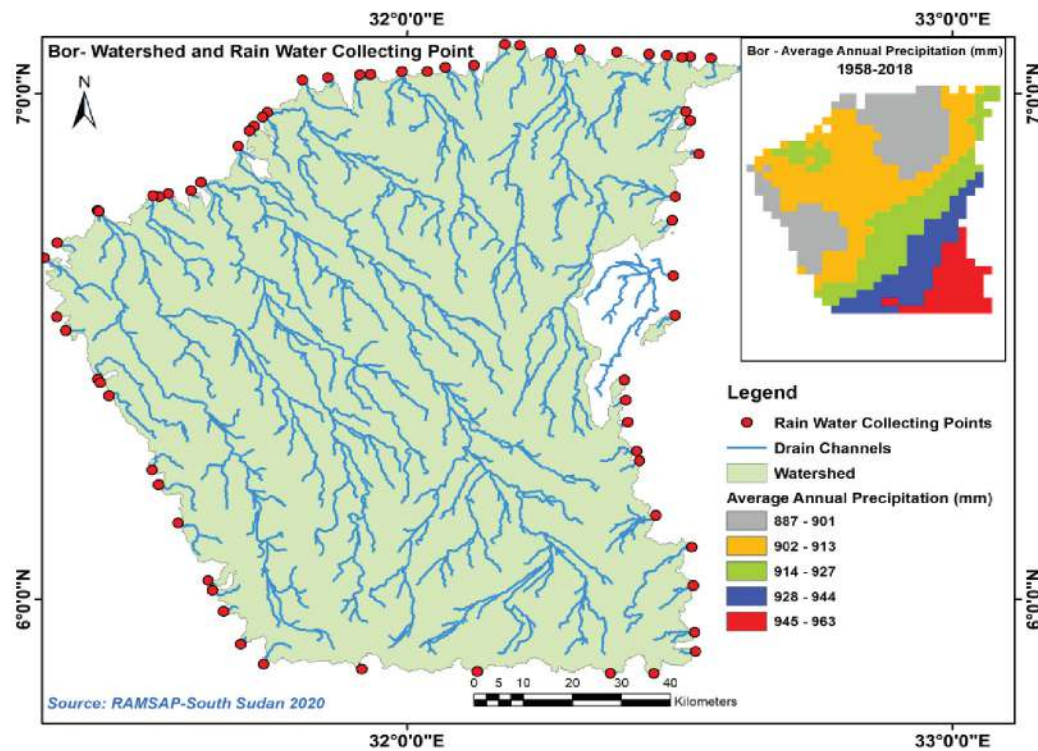 32°0'0"E
33°0'0"E
Bor- Watershed and Rain Water Collecting Point
N
7°0'0"N
7°0'0"N
Bor - Average Annual Precipitation (mm)
1958-2018
Legend
Rain Water Collecting Points
Drain Channels
Watershed
Average Annual Precipitation (mm)
887 - 901
902 - 913
914 - 927
928 - 944
945 - 963
6°0'0"N
6°0'0"N
0 5 10 20 30 40
Kilometers
Source: RAMSAP-South Sudan 2020
32°0'0"E
33°0'0"E